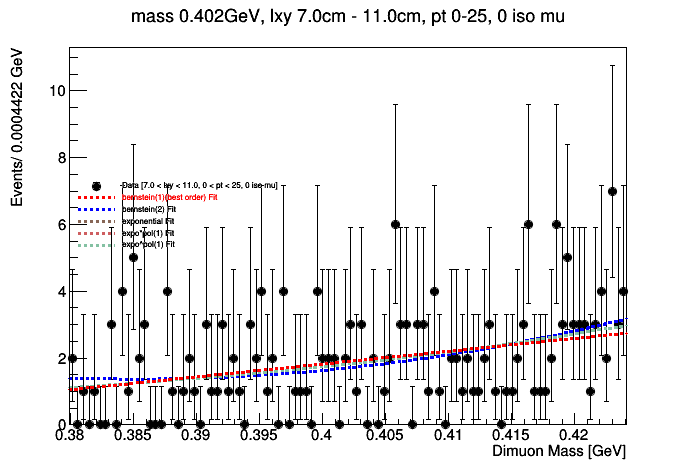 mass 0.402GeV, lxy 7.0cm - 11.0cm, pt 0-25, 0 iso mu
Events/ 0.0004422 GeV
10
8
6
4
2
0
Data [7.0 < lxy < 11.0, 0 < pt < 25, 0 iso mu]
bernstein(1)(best order) Fit
bernstein(2) Fit
exponential Fit
expo*pol(1) Fit
expo*pol(1) Fit
0.38 0.385 0.39 0.395 0.4 0.405 0.41 0.415 0.42
Dimuon Mass [GeV]